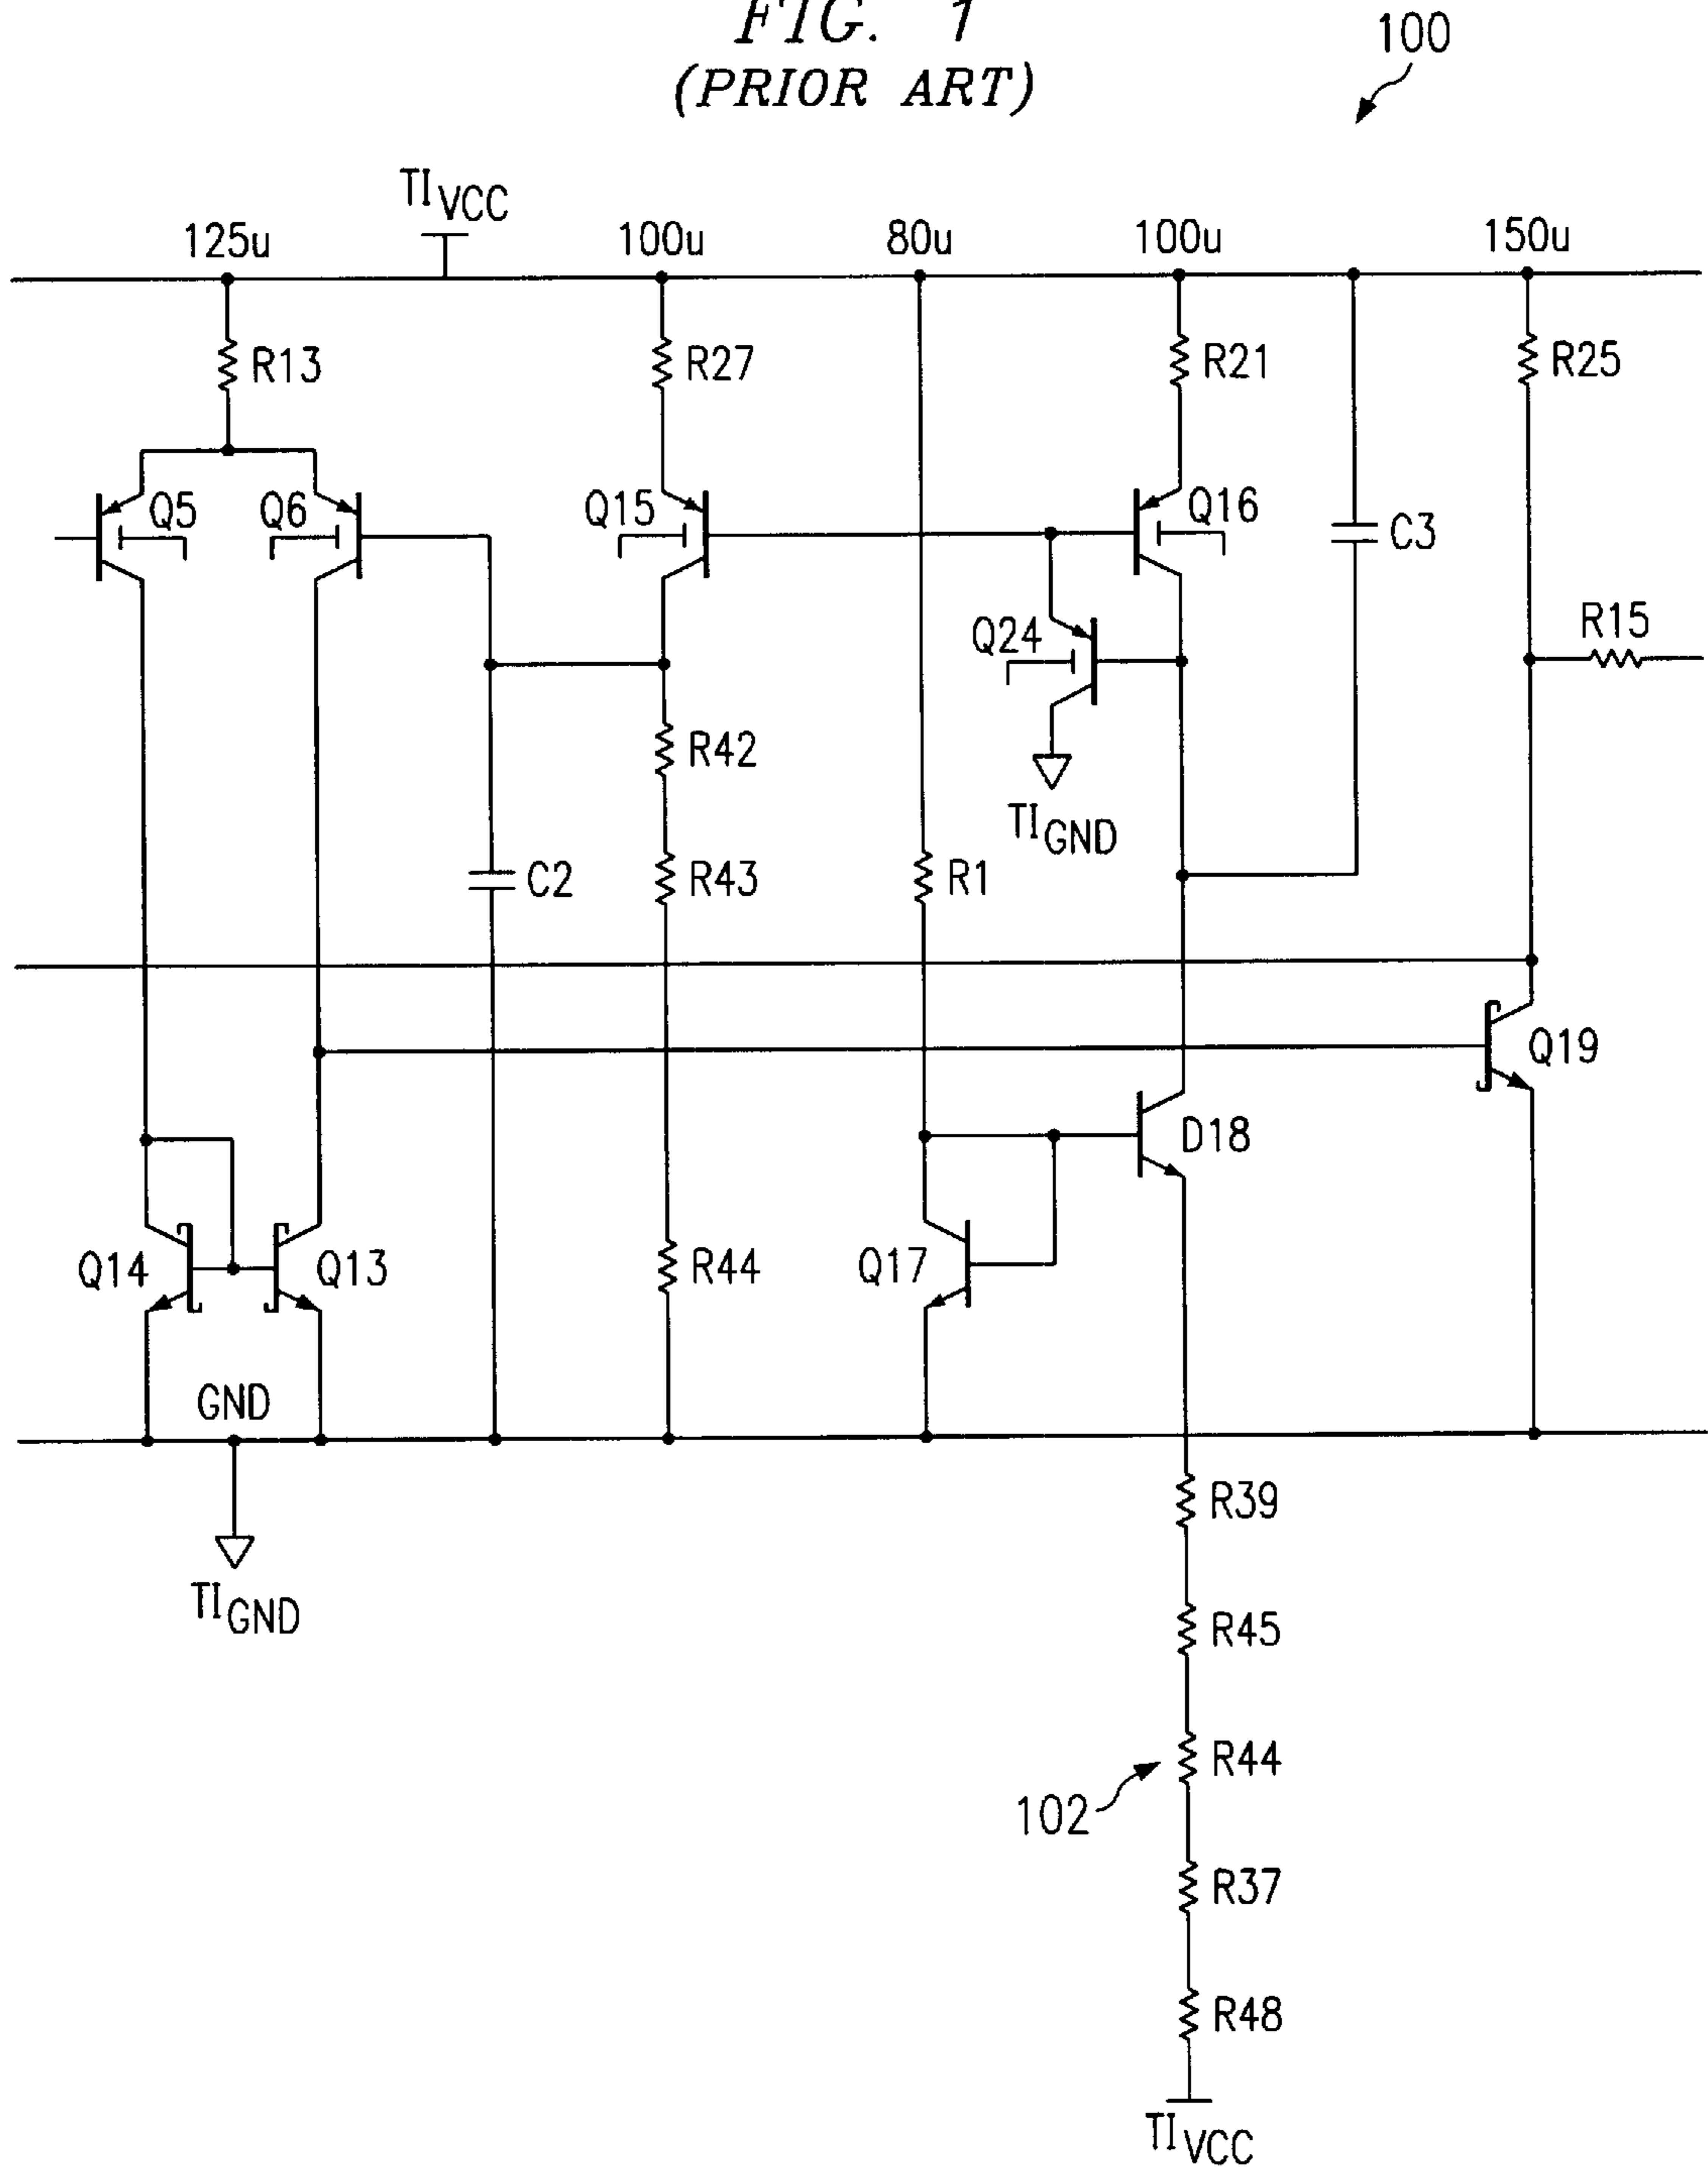 FIG. 1
(PRIOR ART)
100
TIVCC
125u
100u
80u
100u
150u
R13
R27
R21
R25
Q5
Q6
Q15
Q16
C3
Q24
R15
R42
TIGND
C2
R43
R1
Q19
D18
Q14
Q13
R44
Q17
GND
R39
TIGND
R45
R44
102
R37
R48
TIVCC